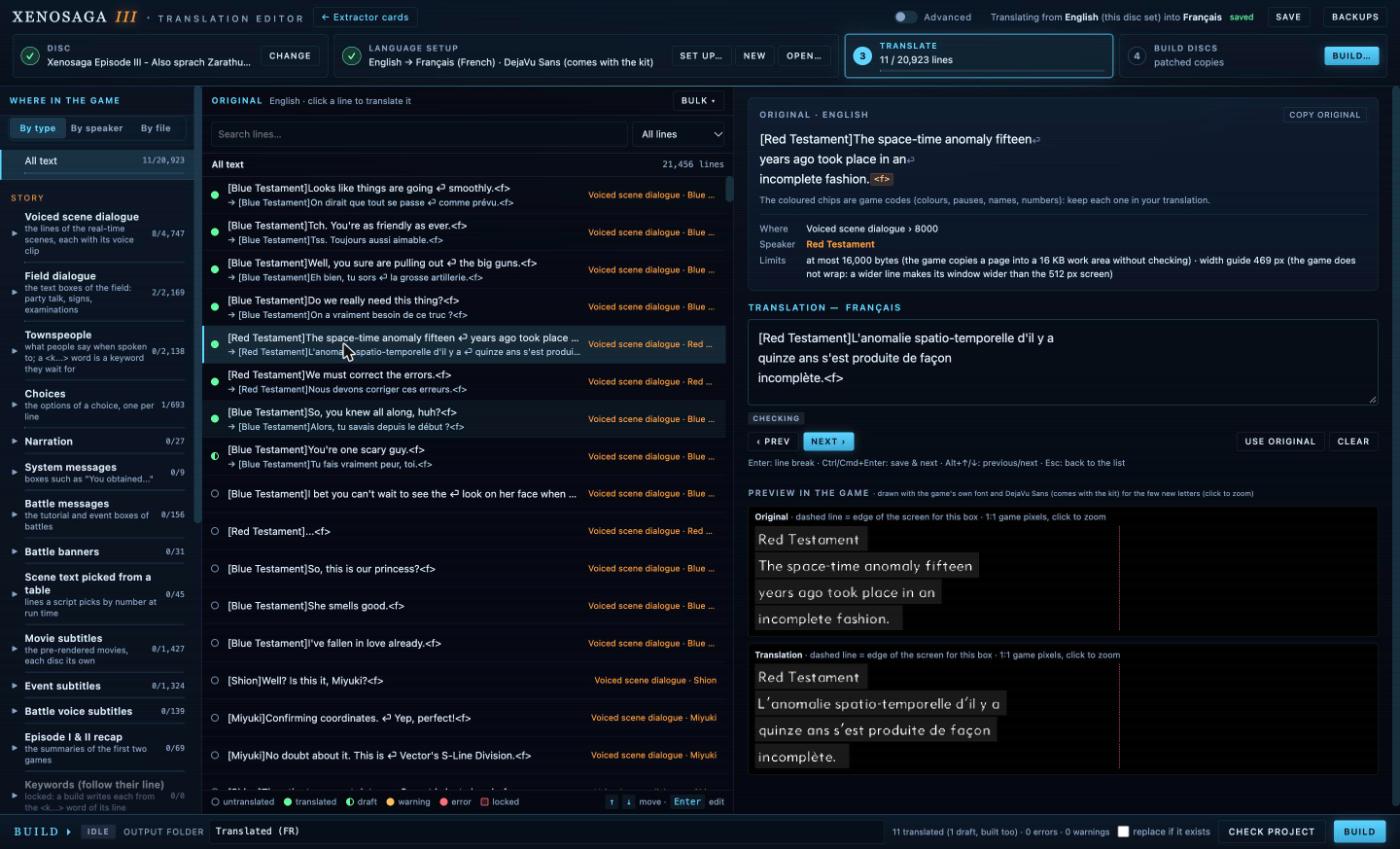 XENOSAGA III · TRANSLATION EDITOR
← Extractor cards
Advanced
Translating from English (this disc set) into Français saved
SAVE
BACKUPS
DISC
Xenosaga Episode III - Also sprach Zarathu...
CHANGE
LANGUAGE SETUP
English → Français (French) · DejaVu Sans (comes with the kit)
SET UP...
NEW
OPEN...
3
TRANSLATE
11 / 20,923 lines
4
BUILD DISCS
patched copies
BUILD...
WHERE IN THE GAME
By type
By speaker
By file
All text 11/20,923
STORY
Voiced scene dialogue
the lines of the real-time
scenes, each with its voice
clip
8/4,747
Field dialogue
the text boxes of the field:
party talk, signs,
examinations
2/2,169
Townspeople
what people say when spoken
to; a <k...> word is a keyword
they wait for
0/2,138
Choices
the options of a choice, one per
line
1/693
Narration 0/27
System messages
boxes such as "You obtained..."
0/9
Battle messages
the tutorial and event boxes of
battles
0/156
Battle banners 0/31
Scene text picked from a
table
lines a script picks by number at
run time
0/45
Movie subtitles
the pre-rendered movies,
each disc its own
0/1,427
Event subtitles 0/1,324
Battle voice subtitles 0/139
Episode I & II recap
the summaries of the first two
games
0/69
Keywords (follow their line)
locked: a build writes each from
the <k...> word of its line
0/0
ORIGINAL English · click a line to translate it
BULK
Search lines...
All lines
All text 21,456 lines
[Blue Testament]Looks like things are going ⏎ smoothly.<f>
→ [Blue Testament]On dirait que tout se passe ⏎ comme prévu.<f>
Voiced scene dialogue · Blue ...
[Blue Testament]Tch. You're as friendly as ever.<f>
→ [Blue Testament]Tss. Toujours aussi aimable.<f>
Voiced scene dialogue · Blue ...
[Blue Testament]Well, you sure are pulling out ⏎ the big guns.<f>
→ [Blue Testament]Eh bien, tu sors ⏎ la grosse artillerie.<f>
Voiced scene dialogue · Blue ...
[Blue Testament]Do we really need this thing?<f>
→ [Blue Testament]On a vraiment besoin de ce truc ?<f>
Voiced scene dialogue · Blue ...
[Red Testament]The space-time anomaly fifteen ⏎ years ago took place ...
→ [Red Testament]L'anoma spatio-temporelle d'il y a ⏎ quinze ans s'est produi...
Voiced scene dialogue · Red ...
[Red Testament]We must correct the errors.<f>
→ [Red Testament]Nous devons corriger ces erreurs.<f>
Voiced scene dialogue · Red ...
[Blue Testament]So, you knew all along, huh?<f>
→ [Blue Testament]Alors, tu savais depuis le début ?<f>
Voiced scene dialogue · Blue ...
[Blue Testament]You're one scary guy.<f>
→ [Blue Testament]Tu fais vraiment peur, toi.<f>
Voiced scene dialogue · Blue ...
[Blue Testament]I bet you can't wait to see the ⏎ look on her face when ...
Voiced scene dialogue · Blue ...
[Red Testament]...<f>
Voiced scene dialogue · Red ...
[Blue Testament]So, this is our princess?<f>
Voiced scene dialogue · Blue ...
[Blue Testament]She smells good.<f>
Voiced scene dialogue · Blue ...
[Blue Testament]I've fallen in love already.<f>
Voiced scene dialogue · Blue ...
[Shion]Well? Is this it, Miyuki?<f>
Voiced scene dialogue · Shion
[Miyuki]Confirming coordinates. ⏎ Yep, perfect!<f>
Voiced scene dialogue · Miyuki
[Miyuki]No doubt about it. This is ⏎ Vector's S-Line Division.<f>
Voiced scene dialogue · Miyuki
untranslated translated draft warning error locked
↑ ↓ move · Enter edit
ORIGINAL · ENGLISH
COPY ORIGINAL
[Red Testament]The space-time anomaly fifteen⏎
years ago took place in an⏎
incomplete fashion.<f>
The coloured chips are game codes (colours, pauses, names, numbers): keep each one in your translation.
Where Voiced scene dialogue › 8000
Speaker Red Testament
Limits at most 16,000 bytes (the game copies a page into a 16 KB work area without checking) · width guide 469 px (the game does
not wrap: a wider line makes its window wider than the 512 px screen)
TRANSLATION — FRANÇAIS
[Red Testament]L'anomalie spatio-temporelle d'il y a
quinze ans s'est produite de façon
incomplète.<f>
CHECKING
‹ PREV
NEXT ›
USE ORIGINAL
CLEAR
Enter: line break · Ctrl/Cmd+Enter: save & next · Alt+↑/↓: previous/next · Esc: back to the list
PREVIEW IN THE GAME · drawn with the game's own font and DejaVu Sans (comes with the kit) for the few new letters (click to zoom)
Original · dashed line = edge of the screen for this box · 1:1 game pixels, click to zoom
Red Testament
The space-time anomaly fifteen
years ago took place in an
incomplete fashion.
Translation · dashed line = edge of the screen for this box · 1:1 game pixels, click to zoom
Red Testament
L'anomalie spatio-temporelle d'il y a
quinze ans s'est produite de façon
incomplète.
BUILD
IDLE
OUTPUT FOLDER
Translated (FR)
11 translated (1 draft, built too) · 0 errors · 0 warnings
replace if it exists
CHECK PROJECT
BUILD